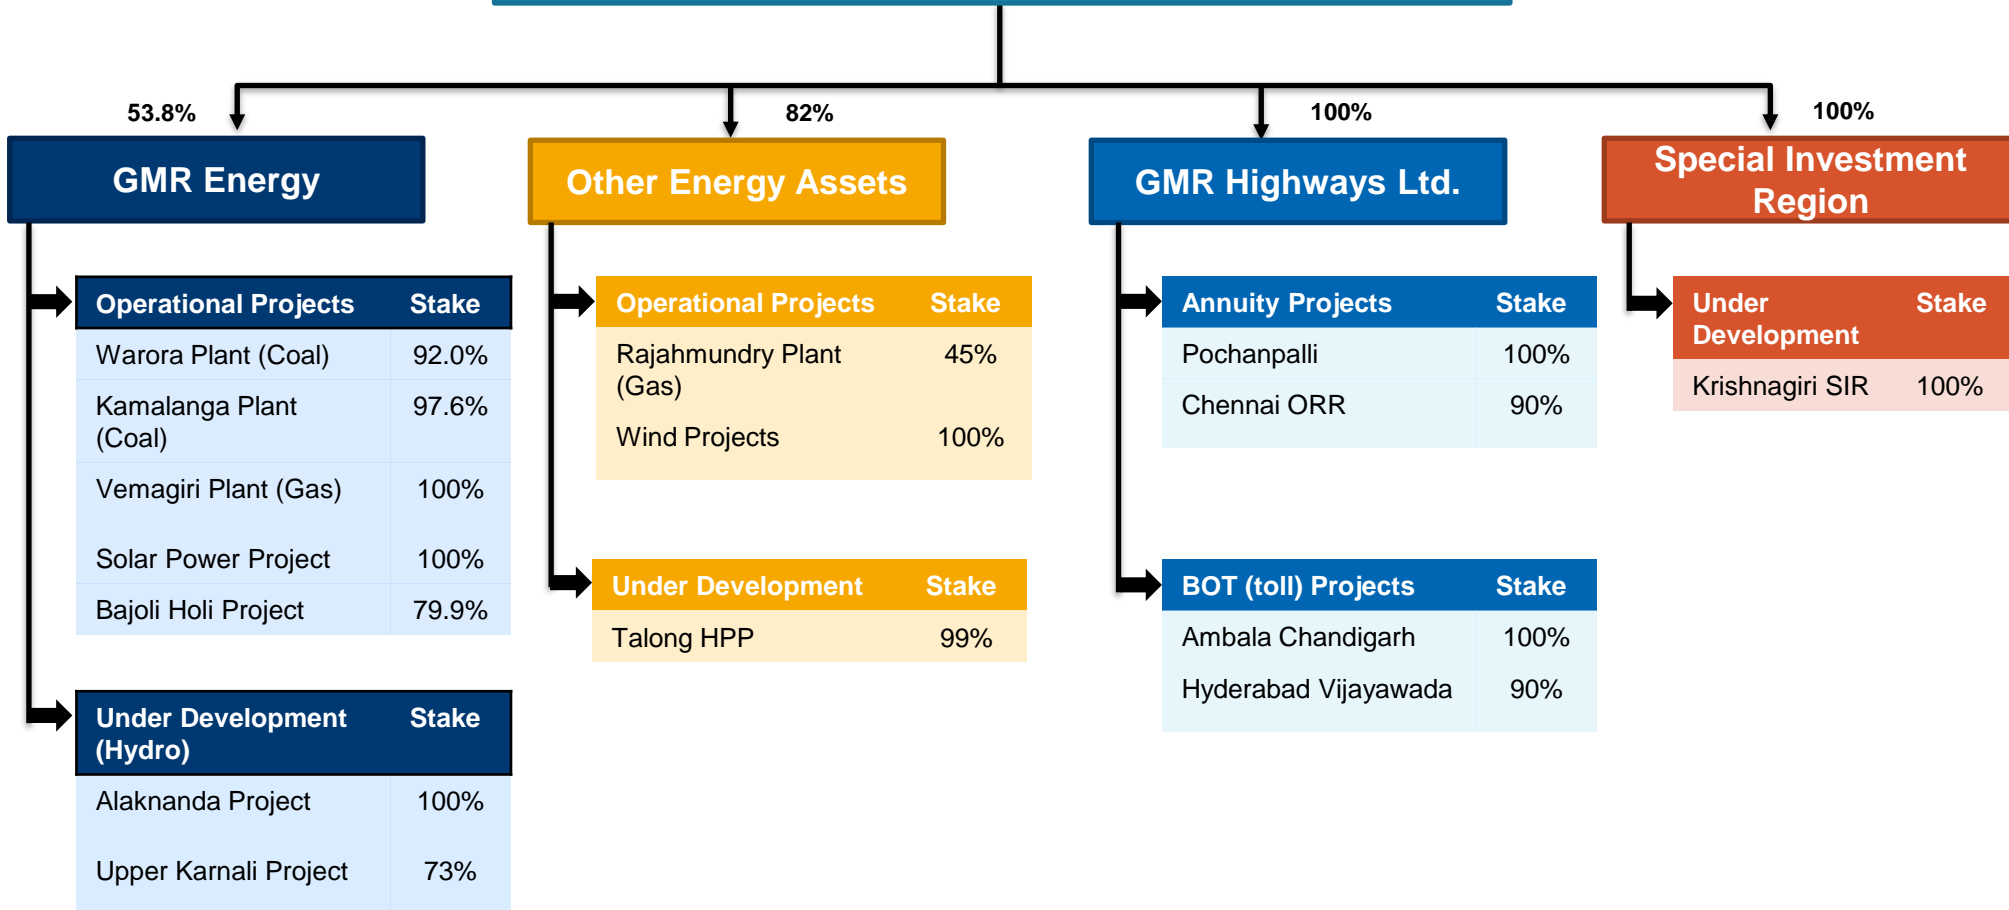 53.8%
82%
100%
100%
GMR Energy
Other Energy Assets
GMR Highways Ltd.
Special Investment
Region
Operational Projects Stake
Warora Plant (Coal) 92.0%
Kamalanga Plant 97.6%
(Coal)
Vemagiri Plant (Gas) 100%
Solar Power Project 100%
Bajoli Holi Project 79.9%
Under Development Stake
(Hydro)
Alaknanda Project 100%
Upper Karnali Project 73%
Operational Projects Stake
Rajahmundry Plant 45%
(Gas)
Wind Projects 100%
Under Development Stake
Talong HPP 99%
Annuity Projects Stake
Pochanpalli 100%
Chennai ORR 90%
BOT (toll) Projects Stake
Ambala Chandigarh 100%
Hyderabad Vijayawada 90%
Under Stake
Development
Krishnagiri SIR 100%